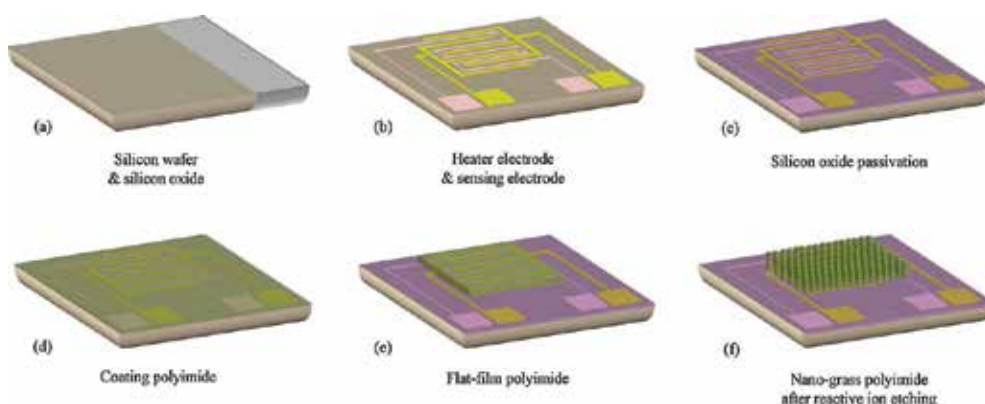 (a)
Silicon wafer
& silicon oxide
(b)
Heater electrode
& sensing electrode
(c)
Silicon oxide passivation
(d)
Coating polyimide
(e)
Flat-film polyimide
(f)
Nano-grass polyimide
after reactive ion etching